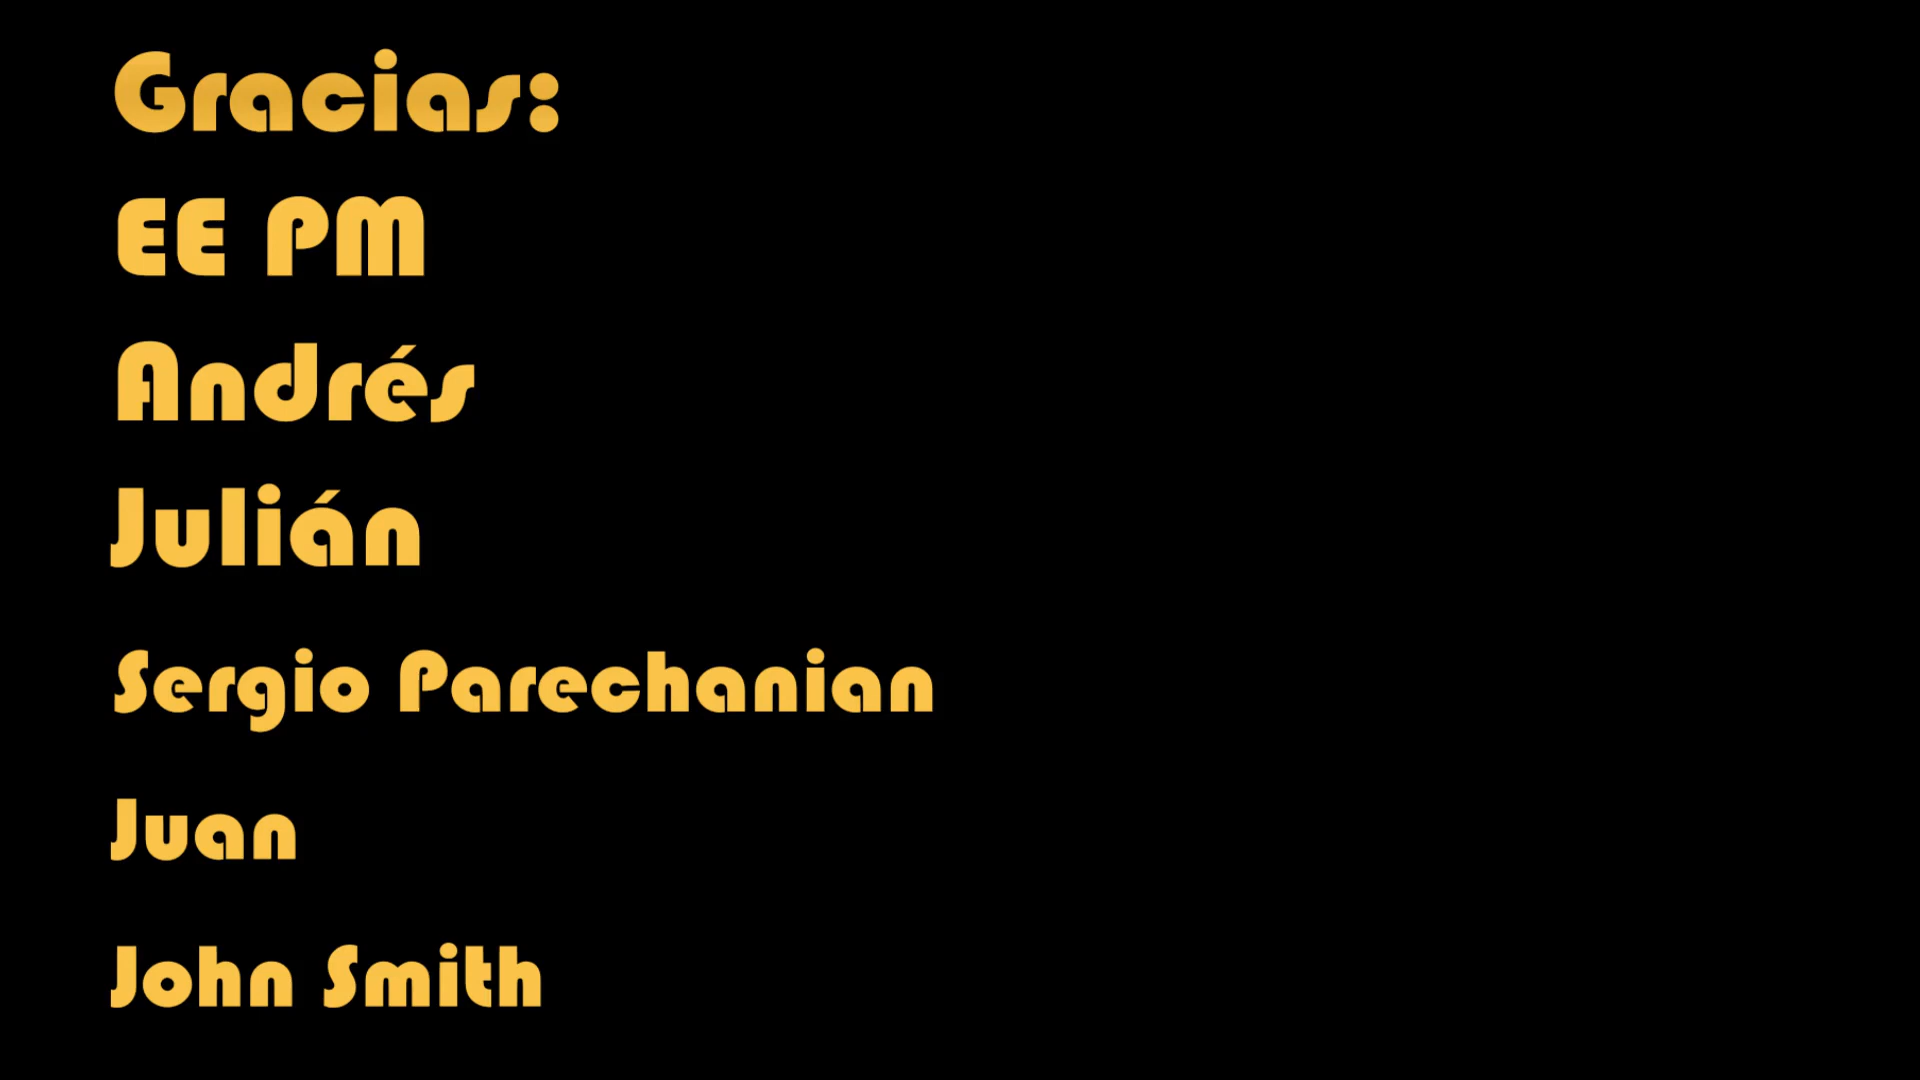 Gracias:
EE PM
Andrés
Julián
Sergio Parechanian
Juan
John Smith